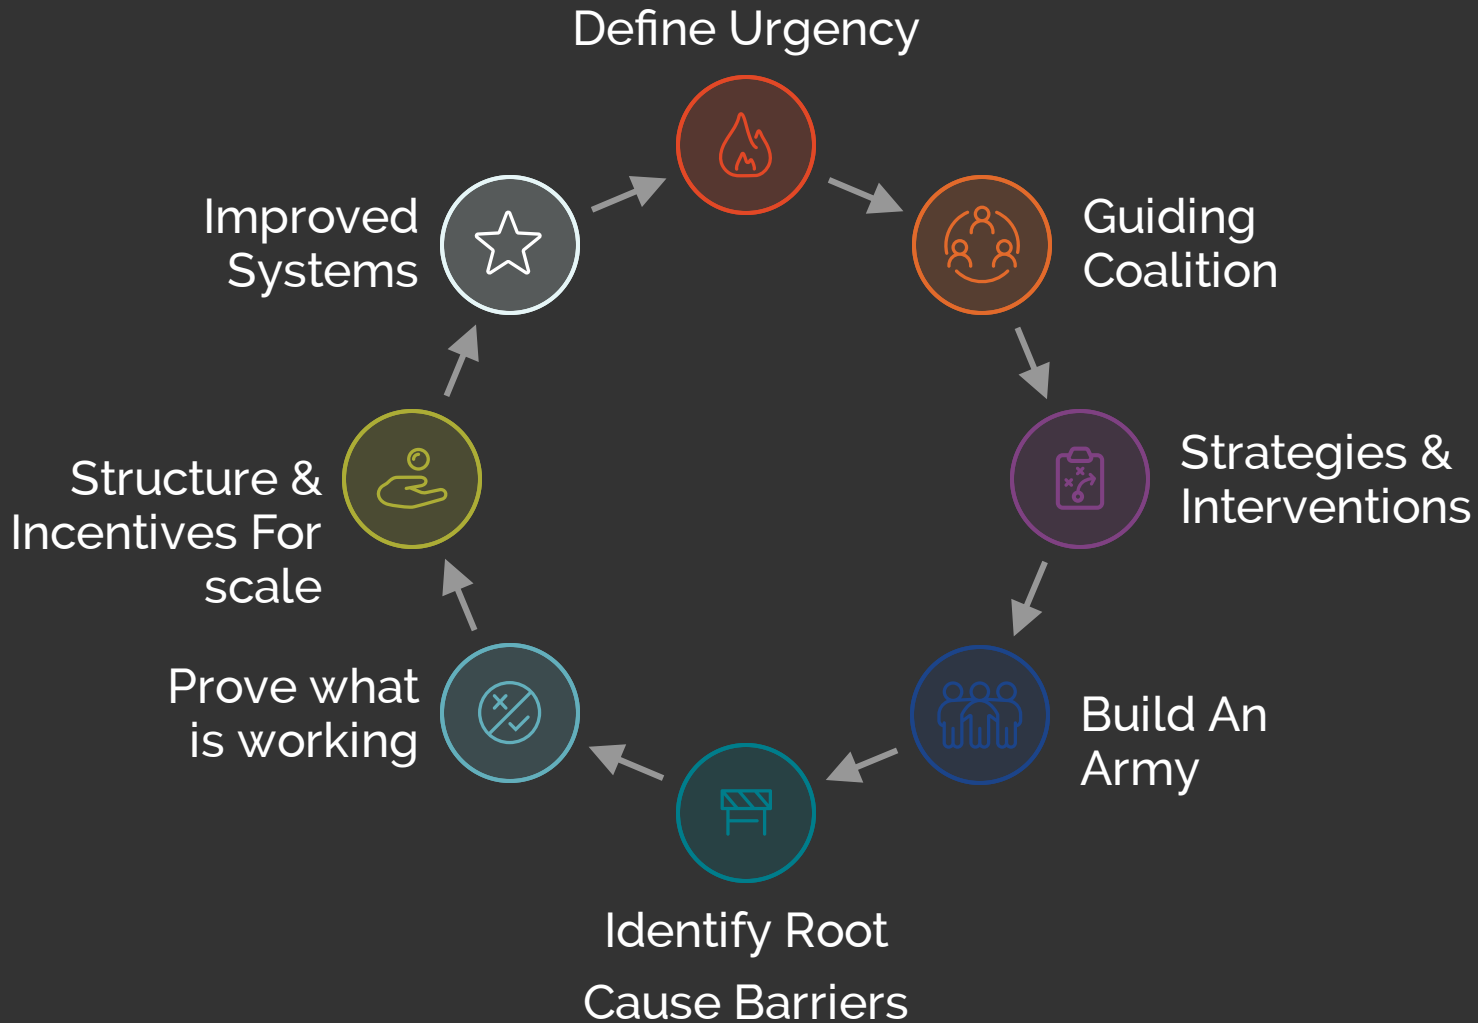 Define Urgency
Guiding
Coalition
Strategies &
Interventions
Build An
Army
Identify Root
Cause Barriers
Prove what
is working
Structure &
Incentives For
scale
Improved
Systems